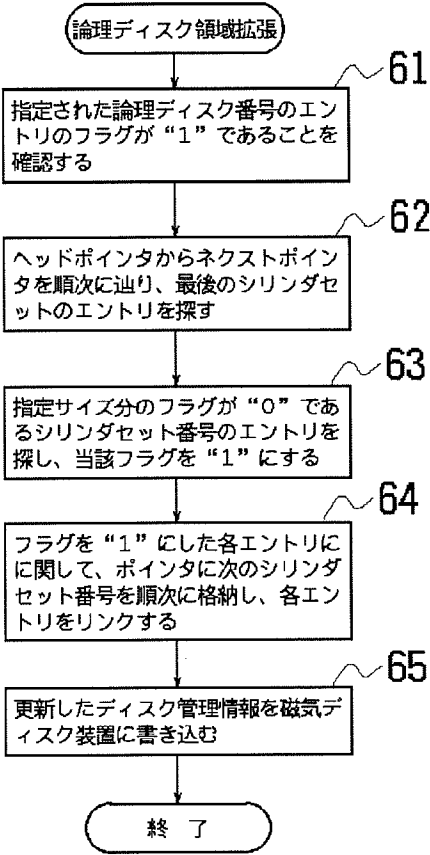 論理ディスク領域拡張
61
指定された論理ディスク番号のエン
トリのフラグが“1”であることを
確認する
62
ヘッドポインタからネクストポイン
タを順次に辿り、最後のシリンダセ
ットのエントリを探す
63
指定サイズ分のフラグが“0”であ
るシリンダセット番号のエントリを
探し、当該フラグを“1”にする
64
フラグを“1”にした各エントリに
に関して、ポインタに次のシリンダ
セット番号を順次に格納し、各エント
リをリンクする
65
更新したディスク管理情報を磁気デ
ィスク装置に書き込む
終 了